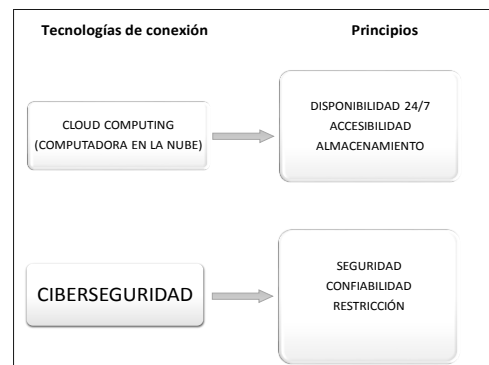 Tecnologías de conexión
Principios
CLOUD COMPUTING
(COMPUTADORA EN LA NUBE)
DISPONIBILIDAD 24/7
ACCESIBILIDAD
ALMACENAMIENTO
CIBERSEGURIDAD
SEGURIDAD
CONFIABILIDAD
RESTRICCIÓN